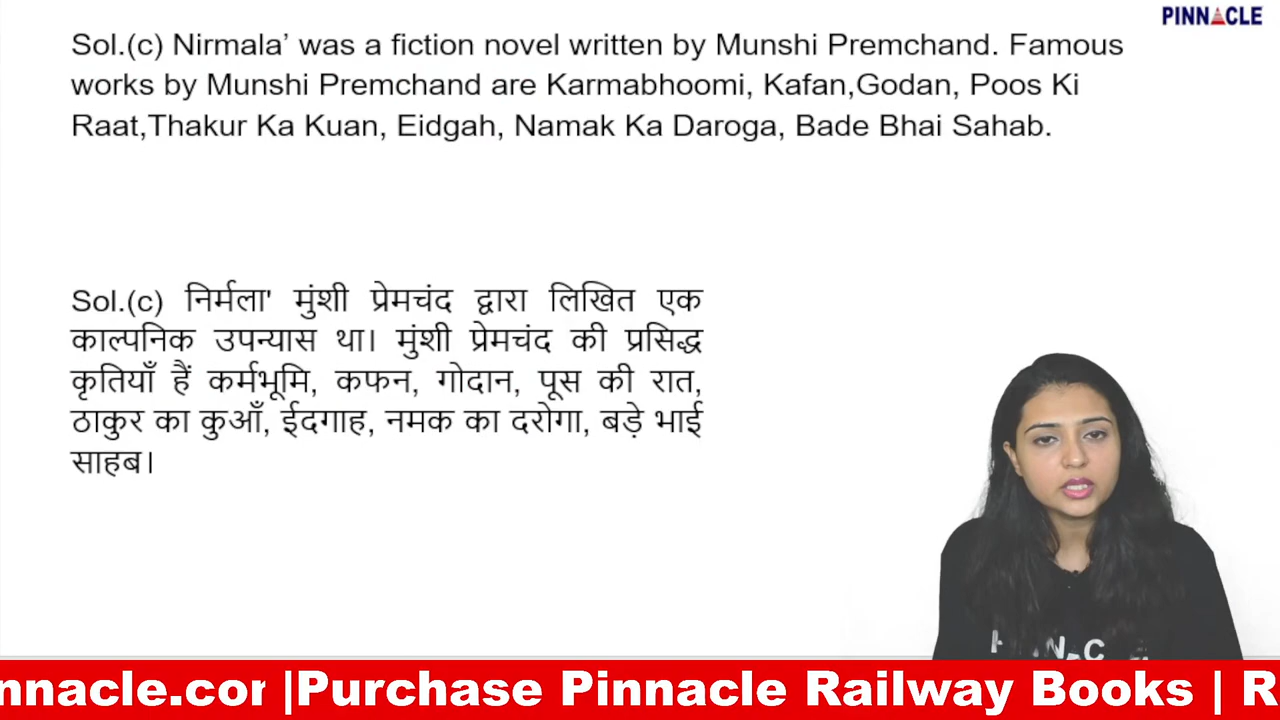 PINNACLE
Sol.(c) Nirmala’ was a fiction novel written by Munshi Premchand. Famous
works by Munshi Premchand are Karmabhoomi, Kafan,Godan, Poos Ki
Raat,Thakur Ka Kuan, Eidgah, Namak Ka Daroga, Bade Bhai Sahab.
Sol.(c) निर्मला' मुंशी प्रेमचंद द्वारा लिखित एक
काल्पनिक उपन्यास था। मुंशी प्रेमचंद की प्रसिद्ध
कृतियाँ हैं कर्मभूमि, कफन, गोदान, पूस की रात,
ठाकुर का कुआँ, ईदगाह, नमक का दरोगा, बड़े भाई
साहब।
nnacle.com |Purchase Pinnacle Railway Books | R